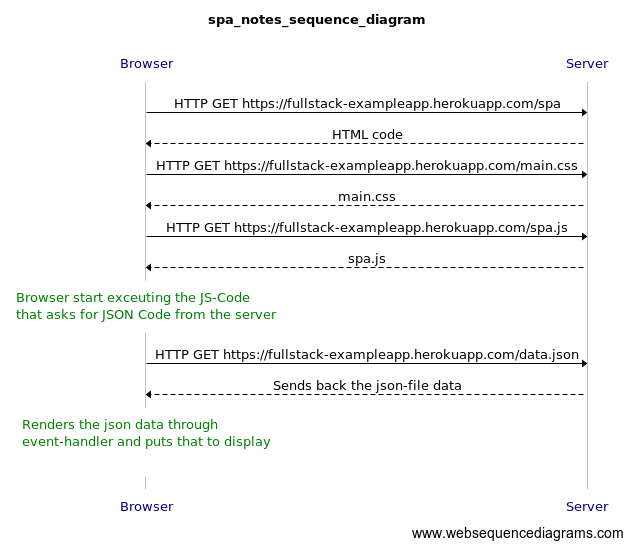 spa_notes_sequence_diagram
Browser
Server
HTTP GET https://fullstack-exampleapp.herokuapp.com/spa
HTML code
HTTP GET https://fullstack-exampleapp.herokuapp.com/main.css
main.css
HTTP GET https://fullstack-exampleapp.herokuapp.com/spa.js
spa.js
Browser start exceuting the JS-Code
that asks for JSON Code from the server
HTTP GET https://fullstack-exampleapp.herokuapp.com/data.json
Sends back the json-file data
Renders the json data through
event-handler and puts that to display
Browser
Server
www.websequencediagrams.com